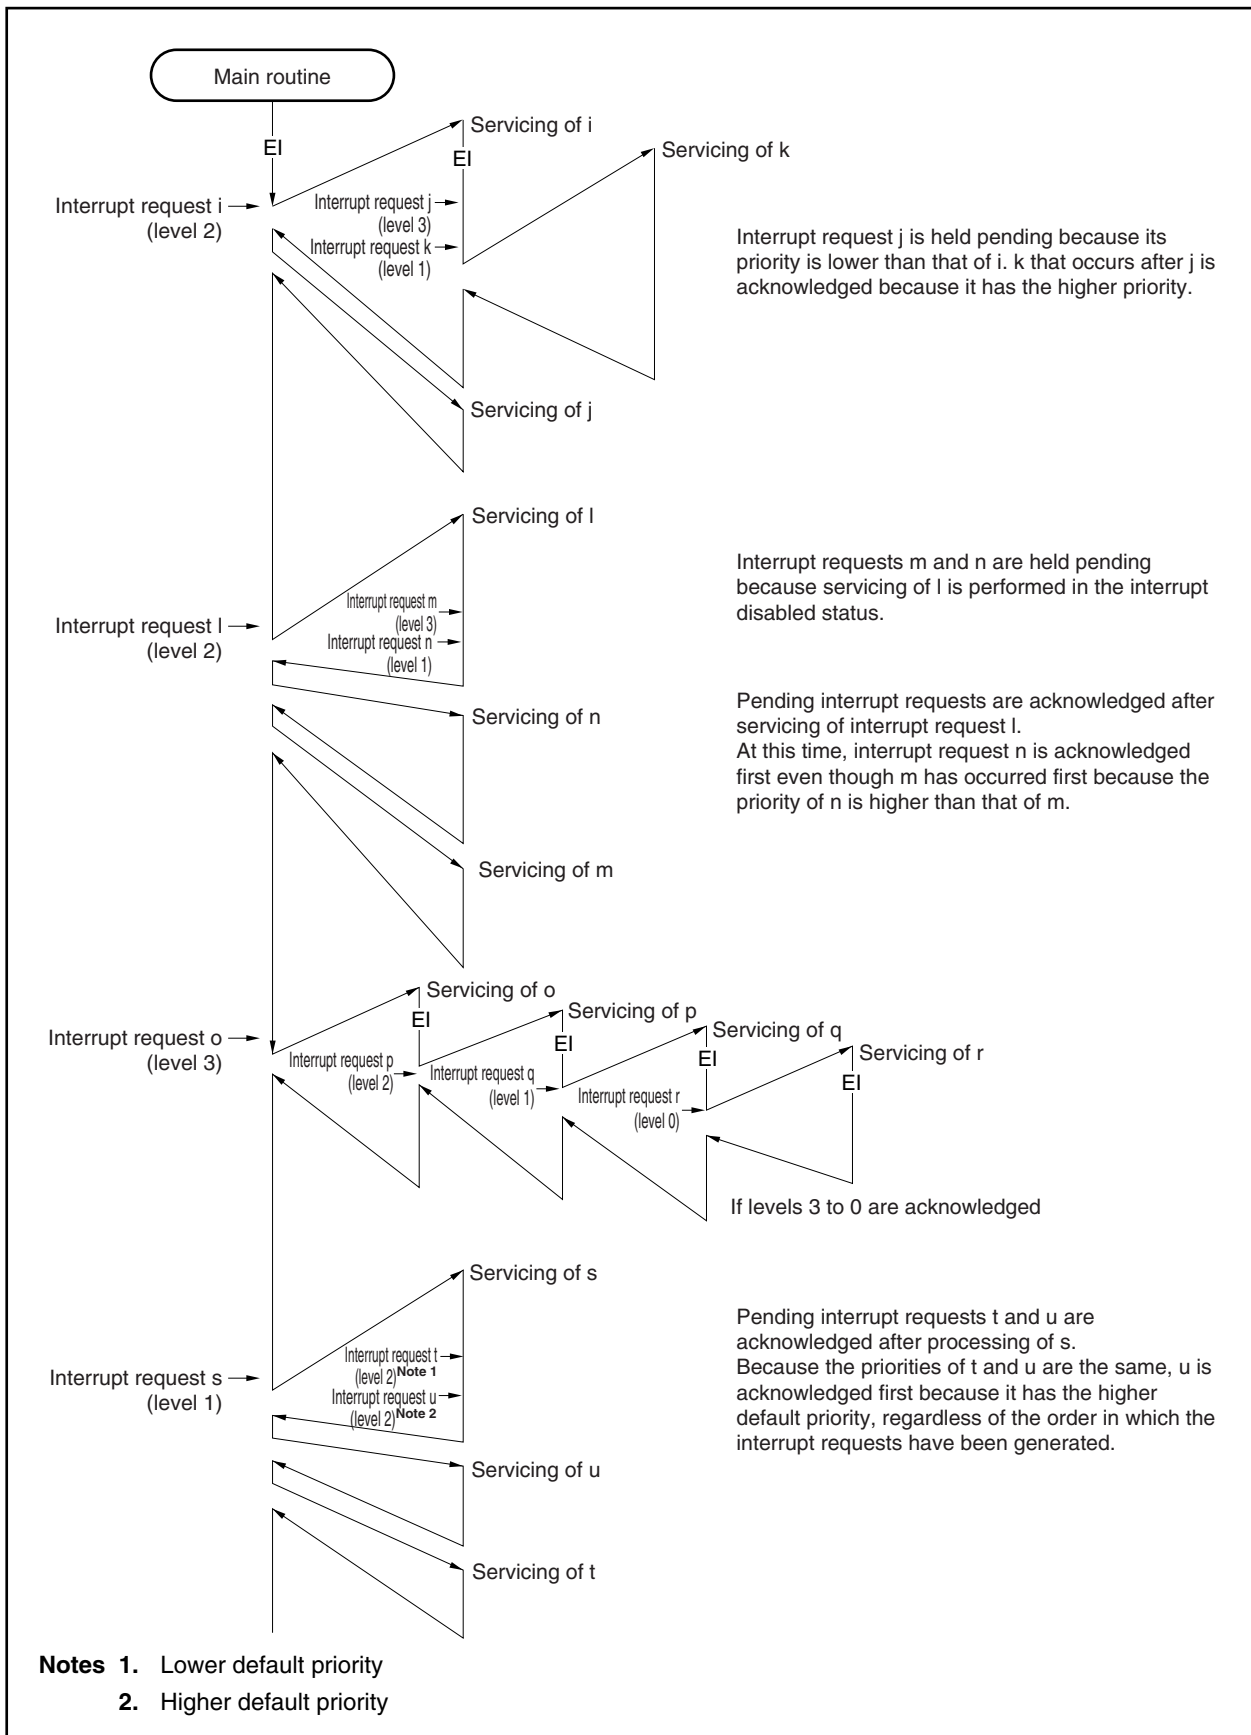 Main routine
EI
Servicing of i
EI
Servicing of k
Interrupt request i
(level 2)
Interrupt request j
(level 3)
Interrupt request k
(level 1)
Interrupt request j is held pending because its
priority is lower than that of i. k that occurs after j is
acknowledged because it has the higher priority.
Servicing of j
Servicing of l
Interrupt request l
(level 2)
Interrupt request m
(level 3)
Interrupt request n
(level 1)
Interrupt requests m and n are held pending
because servicing of l is performed in the interrupt
disabled status.
Servicing of n
Pending interrupt requests are acknowledged after
servicing of interrupt request l.
At this time, interrupt request n is acknowledged
first even though m has occurred first because the
priority of n is higher than that of m.
Servicing of m
Servicing of o
EI
Servicing of p
EI
Servicing of q
EI
Servicing of r
EI
Interrupt request o
(level 3)
Interrupt request p
(level 2)
Interrupt request q
(level 1)
Interrupt request r
(level 0)
If levels 3 to 0 are acknowledged
Servicing of s
Interrupt request s
(level 1)
Interrupt request t
(level 2)Note 1
Interrupt request u
(level 2)Note 2
Pending interrupt requests t and u are
acknowledged after processing of s.
Because the priorities of t and u are the same, u is
acknowledged first because it has the higher
default priority, regardless of the order in which the
interrupt requests have been generated.
Servicing of u
Servicing of t
Notes 1. Lower default priority
2. Higher default priority